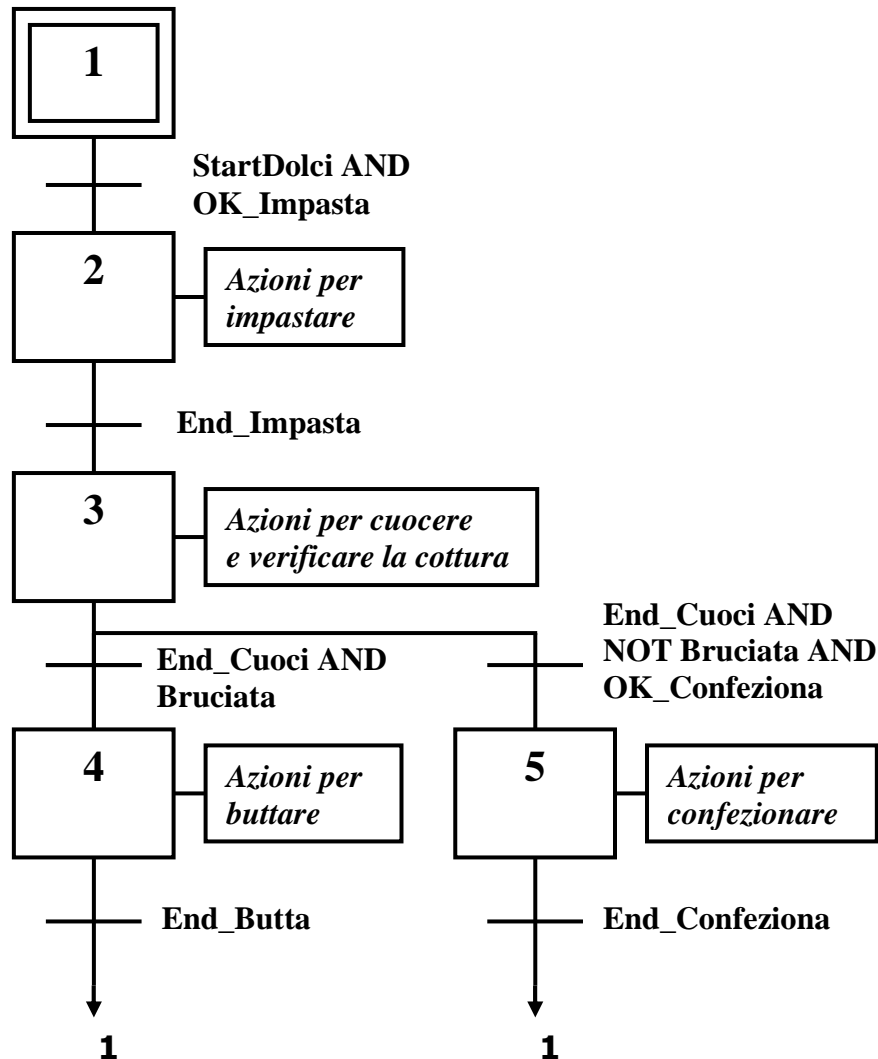 1
StartDolci AND
OK_Impasta
2
Azioni per
impastare
End_Impasta
3
Azioni per cuocere
e verificare la cottura
End_Cuoci AND
Bruciata
End_Cuoci AND
NOT Bruciata AND
OK_Confeziona
4
Azioni per
buttare
5
Azioni per
confezionare
End_Butta
End_Confeziona
1
1